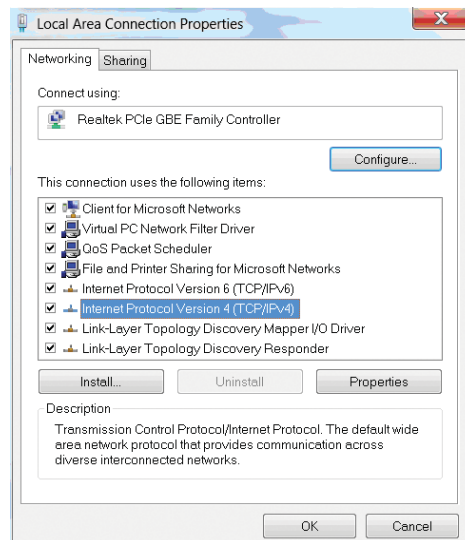 Local Area Connection Properties
Networking
Sharing
Connect using:
Realtek PCIe GBE Family Controller
Configure...
This connection uses the following items:
Client for Microsoft Networks
Virtual PC Network Filter Driver
QoS Packet Scheduler
File and Printer Sharing for Microsoft Networks
Internet Protocol Version 6 (TCP/IPv6)
Internet Protocol Version 4 (TCP/IPv4)
Link-Layer Topology Discovery Mapper I/O Driver
Link-Layer Topology Discovery Responder
Install... Uninstall Properties
Description
Transmission Control Protocol/Internet Protocol. The default wide
area network protocol that provides communication across
diverse interconnected networks.
OK Cancel